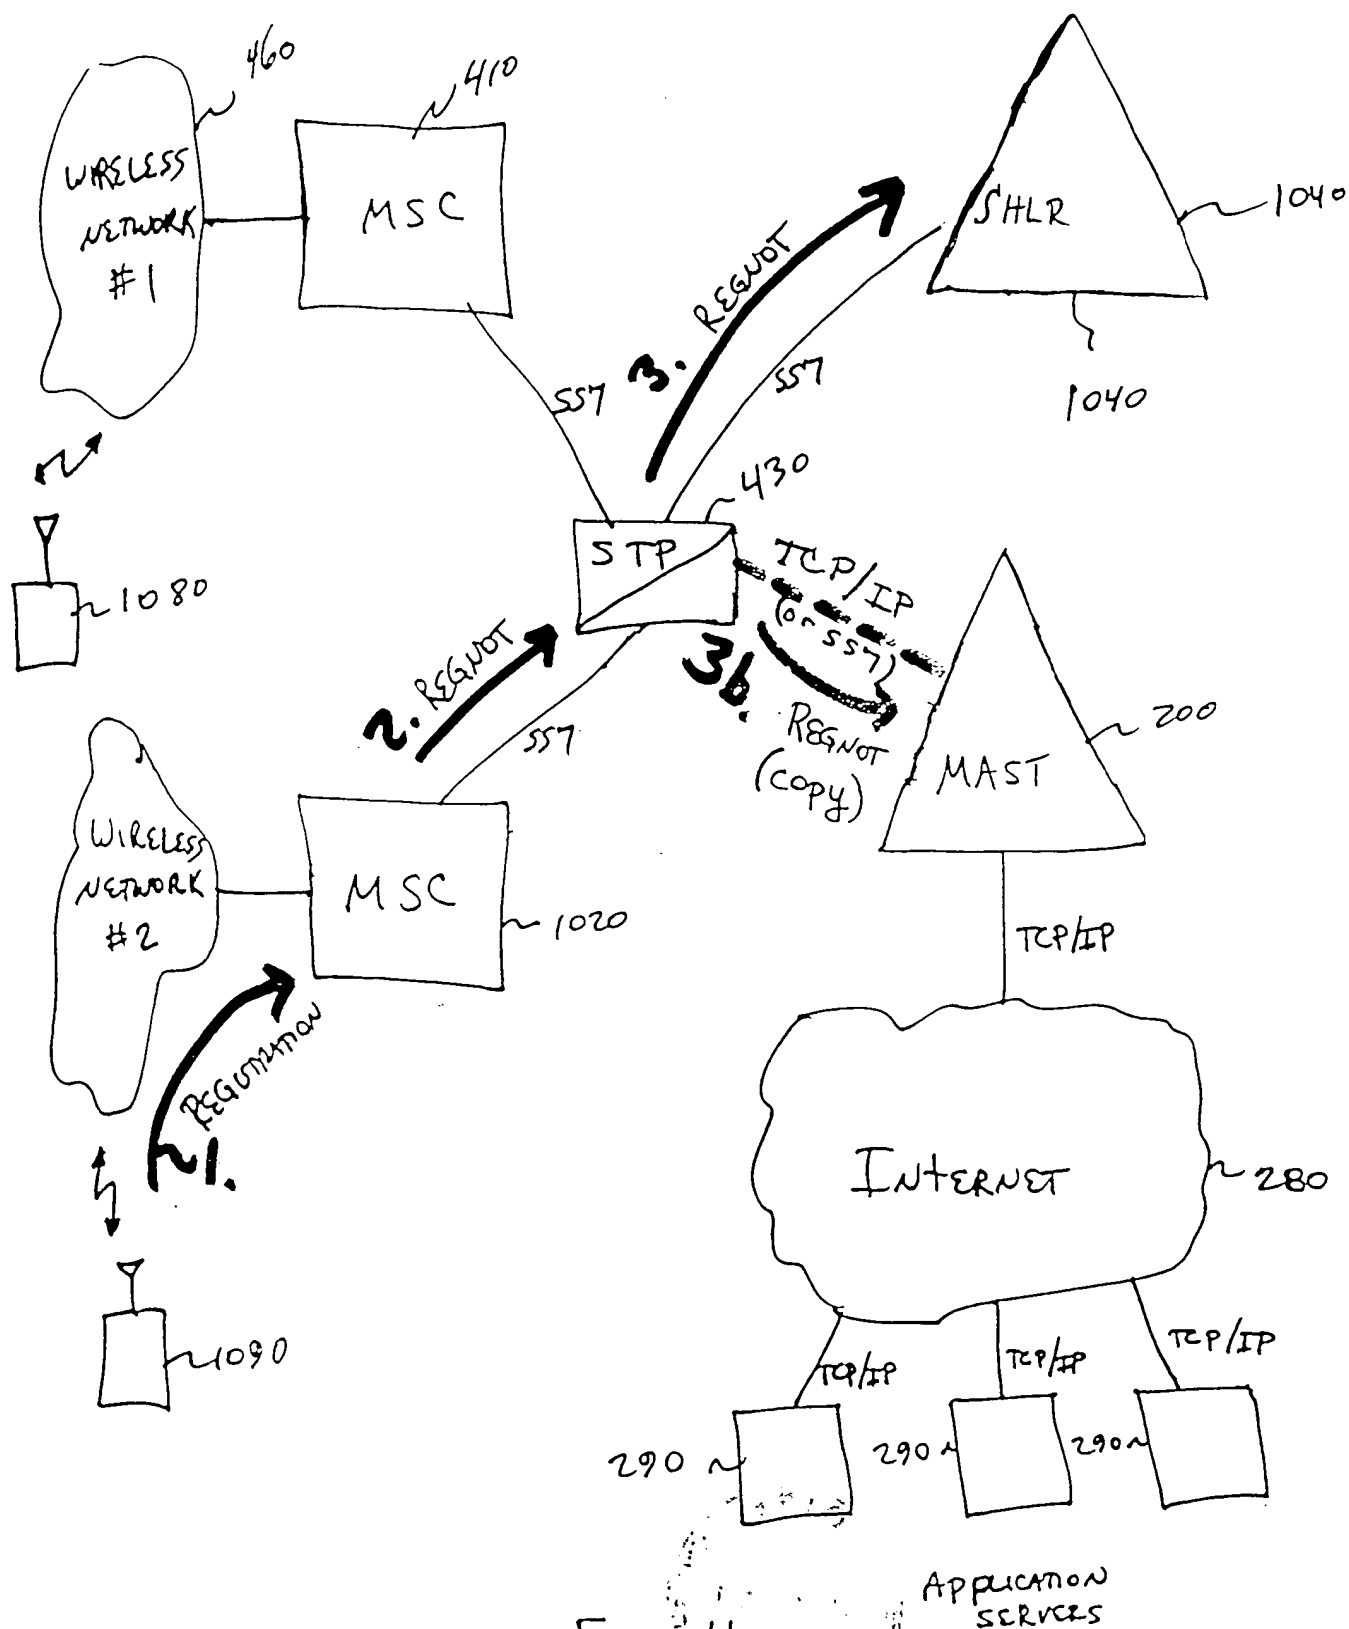 460
WIRELESS
NETWORK
#1
410
MSC
SHLR
1040
1040
3. REGNOT
SS7
SS7
1080
430
STP
TCP/IP
(or SS7)
3b.
REGNOT
(copy)
200
MAST
2. REGNOT
SS7
WIRELESS
NETWORK
#2
MSC
1020
TCP/IP
1.
INTERNET
280
1090
TCP/IP
TCP/IP
TCP/IP
290
290
290
APPLICATION
SERVERS